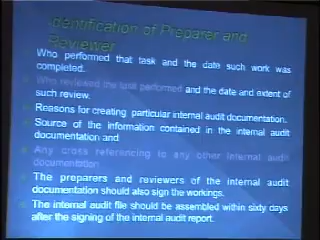 Identification of Preparer and
Reviewer
Who performed that task and the date such work was
completed.
Who reviewed the task performed and the date and extent of
such review.
Reasons for creating particular internal audit documentation.
Source of the information contained in the internal audit
documentation and
Any cross referencing to any other internal audit
documentation
The preparers and reviewers of the internal audit
documentation should also sign the workings.
The internal audit file should be assembled within sixty days
after the signing of the internal audit report.